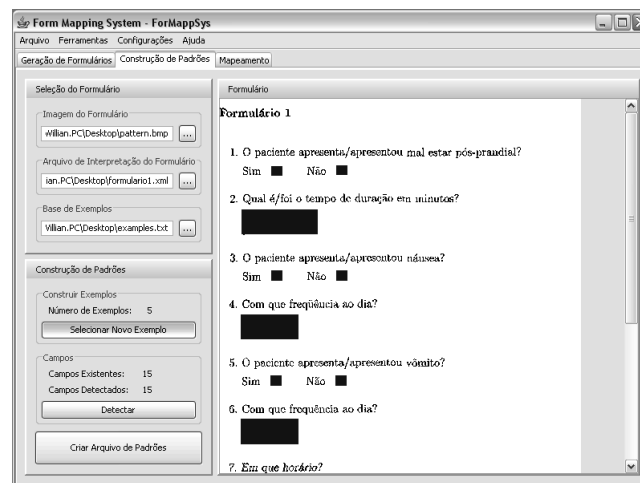 Form Mapping System - ForMappSys
Arquivo Ferramentas Configurações Ajuda
Geração de Formulários Construção de Padrões Mapeamento
Seleção do Formulário
Imagem do Formulário
Willian.PC\Desktop\pattern.bmp ...
Arquivo de Interpretação do Formulário
ian.PC\Desktop\formulario1.xml ...
Base de Exemplos
Willian.PC\Desktop\examples.txt ...
Construção de Padrões
Construir Exemplos
Número de Exemplos: 5
Selecionar Novo Exemplo
Campos
Campos Existentes: 15
Campos Detectados: 15
Detectar
Criar Arquivo de Padrões
Formulário
Formulário 1
1. O paciente apresenta/apresentou mal estar pós-prandial?
Sim Não
2. Qual é/foi o tempo de duração em minutos?
3. O paciente apresenta/apresentou náusea?
Sim Não
4. Com que freqüência ao dia?
5. O paciente apresenta/apresentou vômito?
Sim Não
6. Com que frequência ao dia?
7. Em que horário?